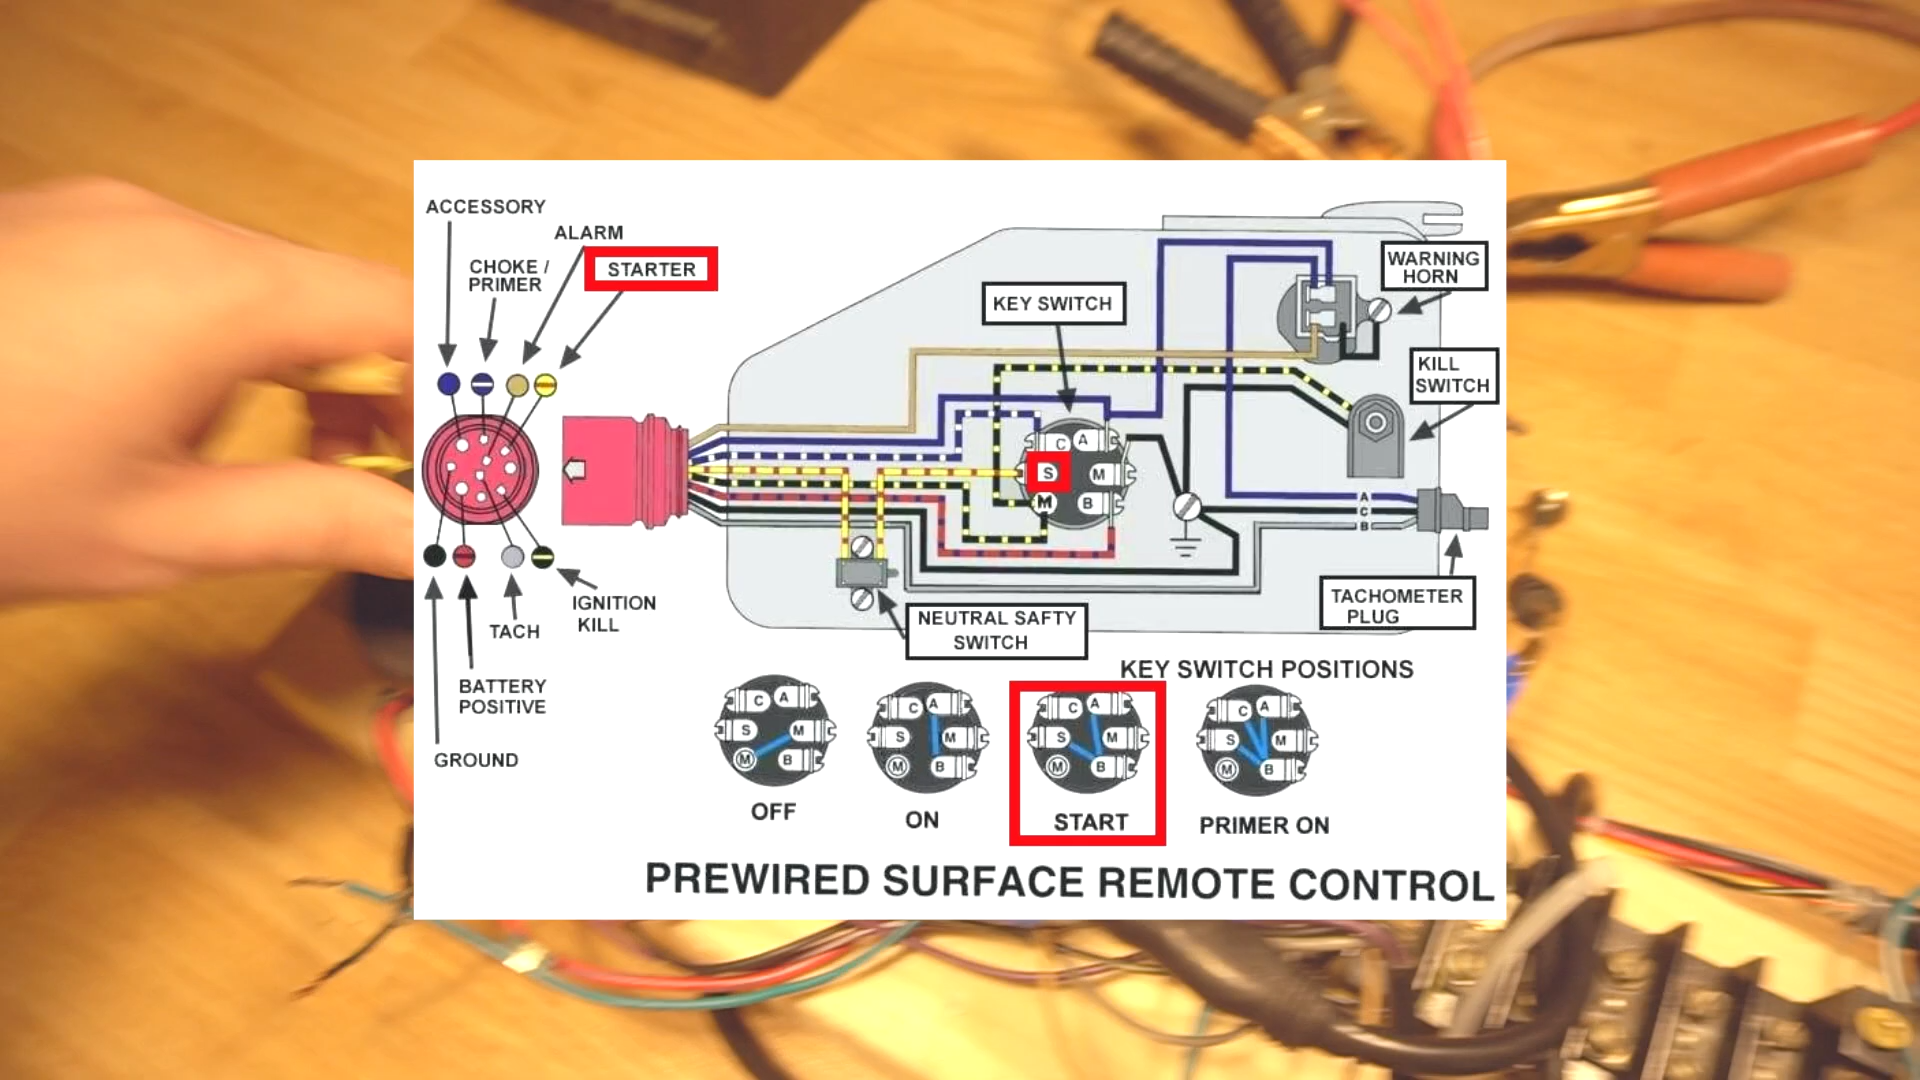 ACCESSORY
ALARM
CHOKE /
PRIMER
STARTER
KEY SWITCH
WARNING
HORN
KILL
SWITCH
C A
S M
M B
A
C
B
TACHOMETER
PLUG
NEUTRAL SAFTY
SWITCH
IGNITION
KILL
TACH
BATTERY
POSITIVE
GROUND
KEY SWITCH POSITIONS
C A
S M
M B
OFF
C A
S M
M B
ON
C A
S M
M B
START
C A
S M
M B
PRIMER ON
PREWIRED SURFACE REMOTE CONTROL